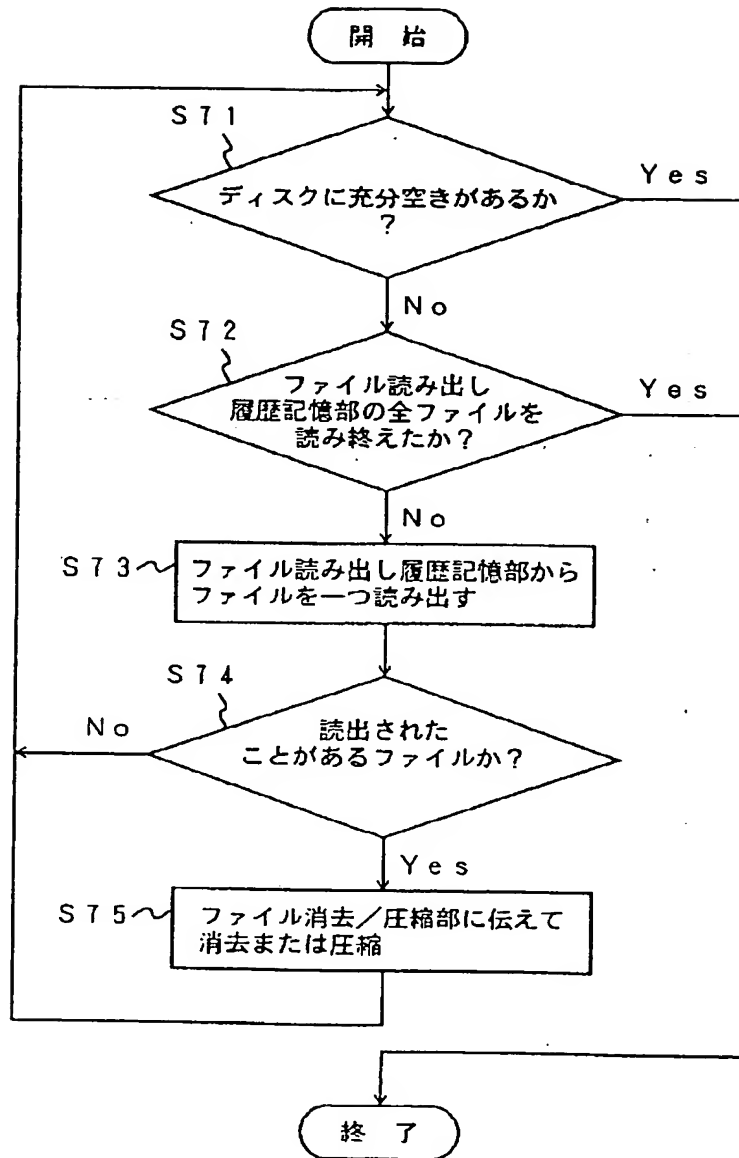 開 始
S71
ディスクに充分空きがあるか
?
Yes
No
S72
ファイル読み出し
履歴記憶部の全ファイルを
読み終えたか?
Yes
No
S73
ファイル読み出し履歴記憶部から
ファイルを一つ読み出す
S74
No
読出された
ことがあるファイルか?
Yes
S75
ファイル消去/圧縮部に伝えて
消去または圧縮
終 了